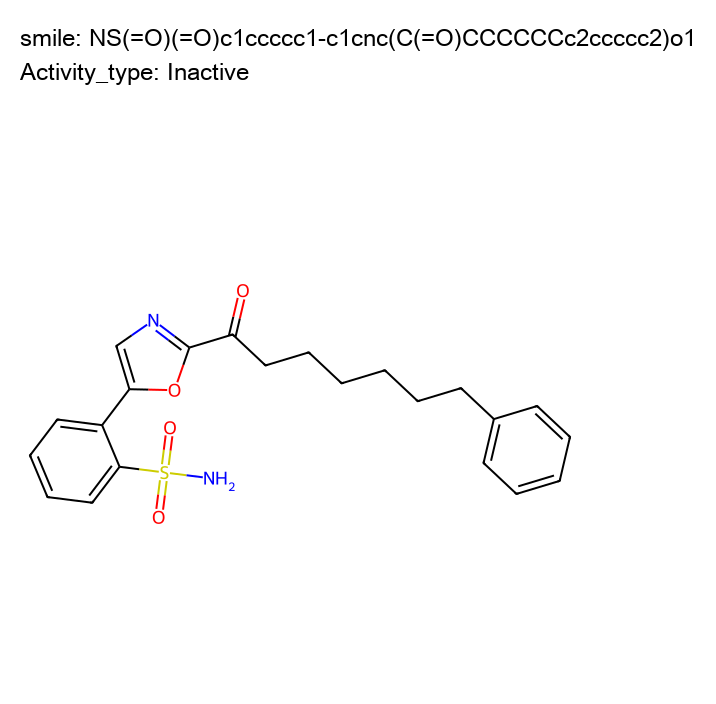 smile: NS(=O)(=O)c1ccccc1-c1cnc(C(=O)CCCCCCc2ccccc2)o1
Activity_type: Inactive
O
N
O
O
S
NH2
O